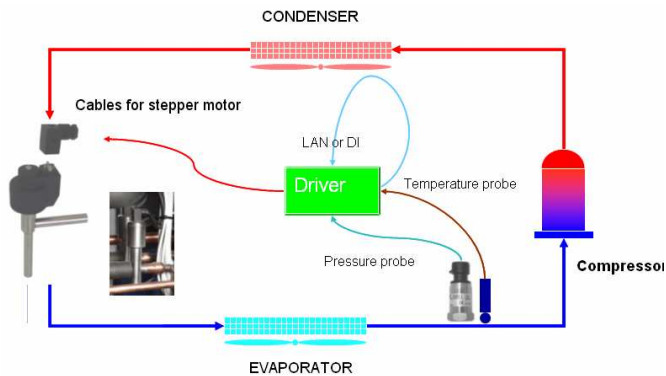 CONDENSER
Cables for stepper motor
LAN or DI
Driver
Temperature probe
Pressure probe
Compressor
EVAPORATOR